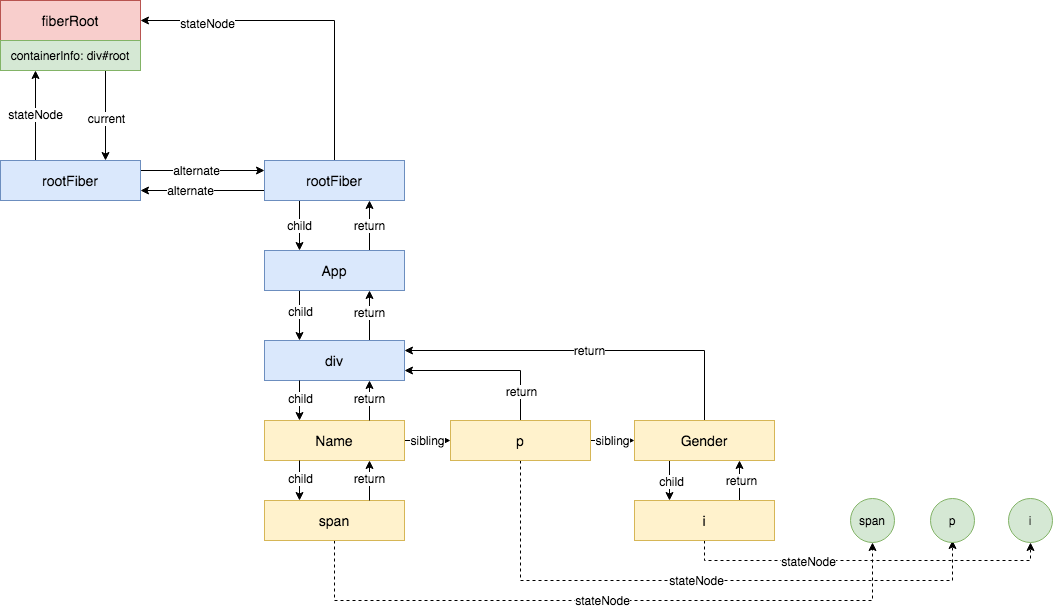 fiberRoot
stateNode
containerInfo: div#root
stateNode
current
rootFiber
alternate
alternate
rootFiber
child
return
App
child
return
div
return
return
child
return
Name
sibling
p
sibling
Gender
child
return
child
return
span
i
span
p
i
stateNode
stateNode
stateNode